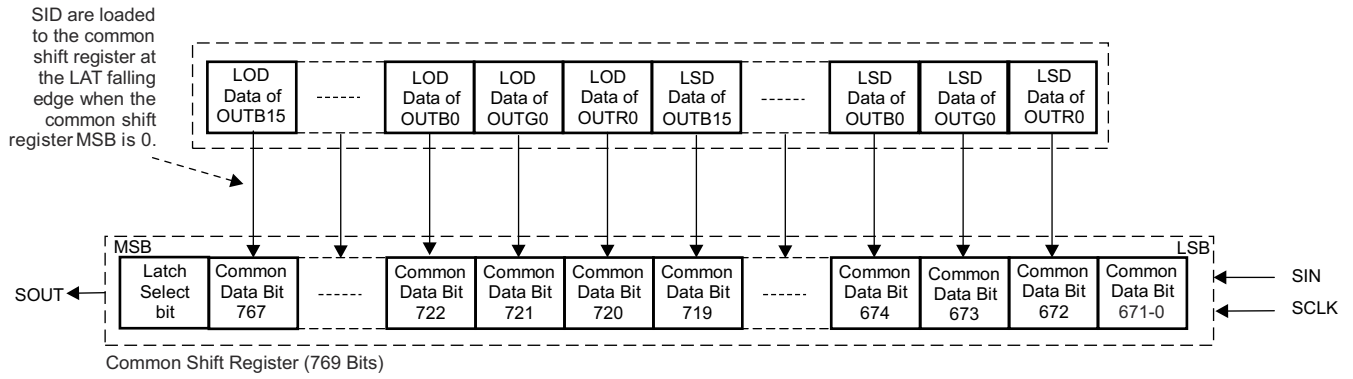 SID are loaded
to the common
shift register at
the LAT falling
edge when the
common shift
register MSB is 0.
LOD
Data of
OUTB15
LOD
Data of
OUTB0
LOD
Data of
OUTG0
LOD
Data of
OUTR0
LSD
Data of
OUTB15
LSD
Data of
OUTB0
LSD
Data of
OUTG0
LSD
Data of
OUTR0
MSB
LSB
SOUT
Latch
Select
bit
Common
Data Bit
767
Common
Data Bit
722
Common
Data Bit
721
Common
Data Bit
720
Common
Data Bit
719
Common
Data Bit
674
Common
Data Bit
673
Common
Data Bit
672
Common
Data Bit
671-0
SIN
SCLK
Common Shift Register (769 Bits)